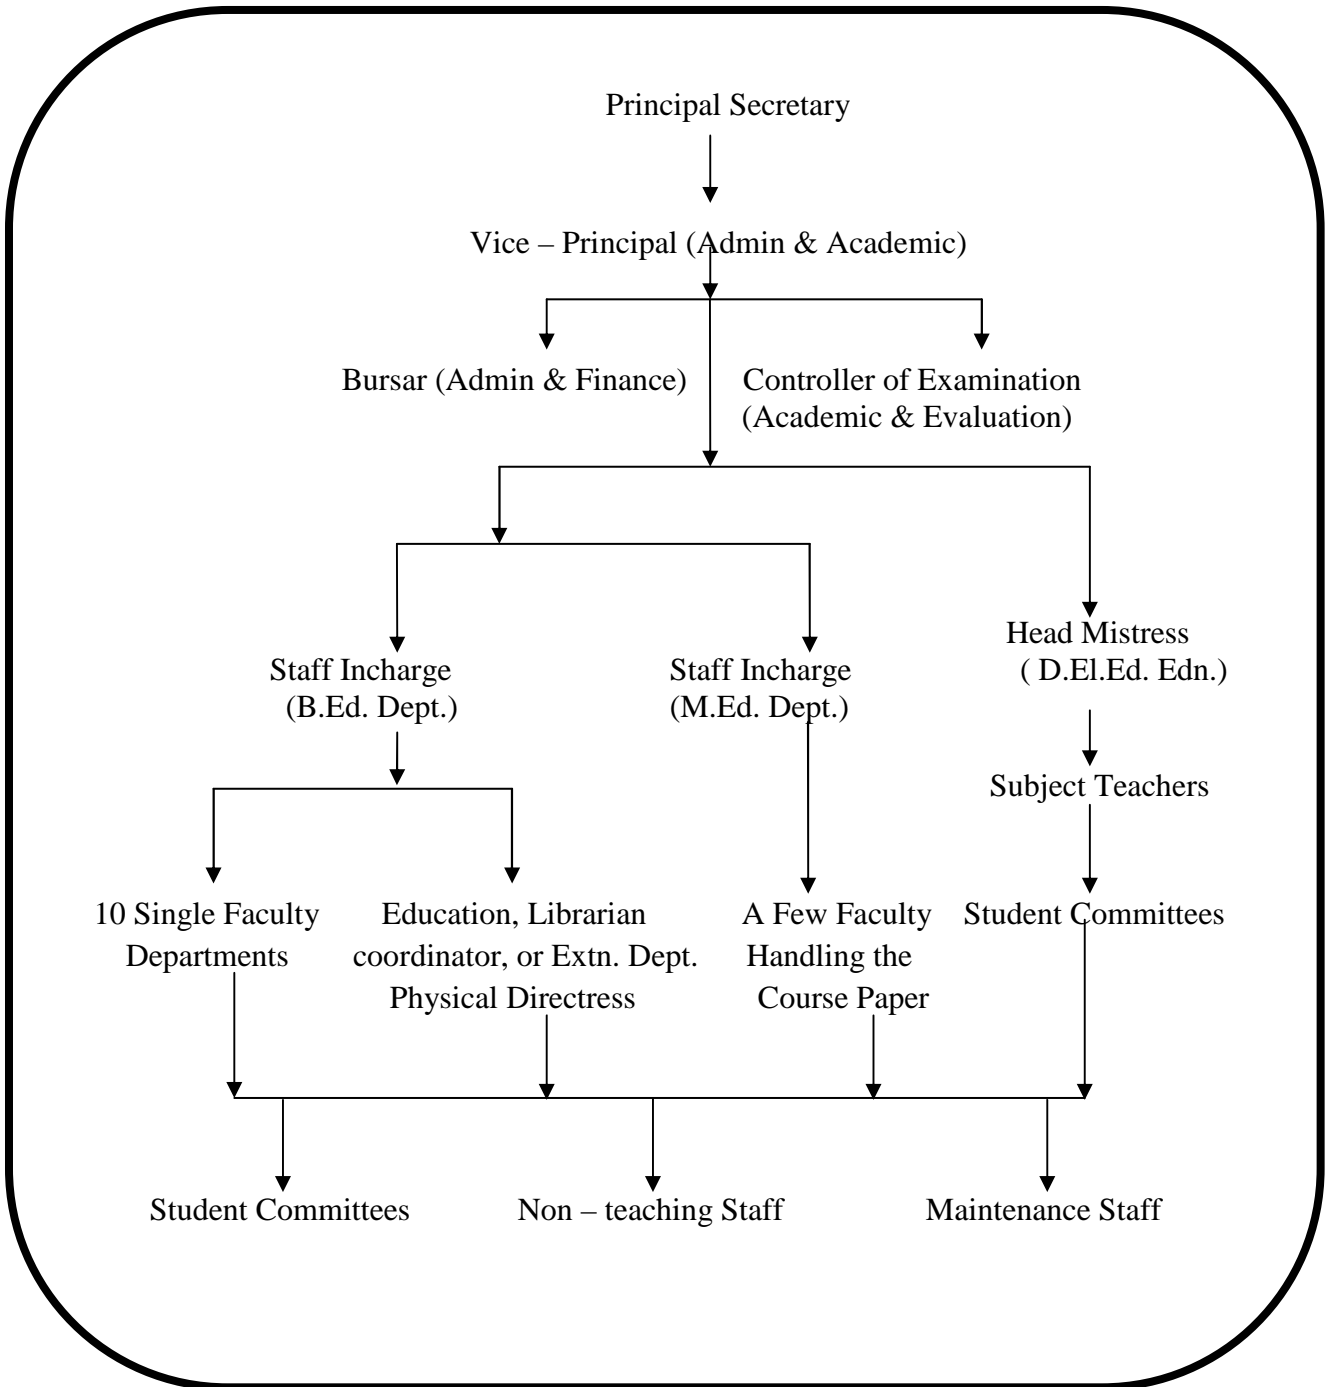 Principal Secretary
Vice – Principal (Admin & Academic)
Bursar (Admin & Finance)
Controller of Examination
(Academic & Evaluation)
Head Mistress
( D.El.Ed. Edn.)
Staff Incharge
(B.Ed. Dept.)
Staff Incharge
(M.Ed. Dept.)
Subject Teachers
10 Single Faculty
Departments
Education, Librarian
coordinator, or Extn. Dept.
Physical Directress
A Few Faculty
Handling the
Course Paper
Student Committees
Student Committees
Non – teaching Staff
Maintenance Staff